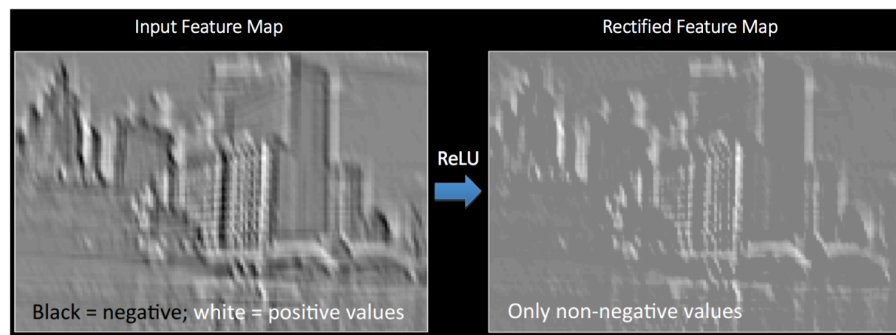 Input Feature Map
Rectified Feature Map
ReLU
Black = negative; white = positive values
Only non-negative values